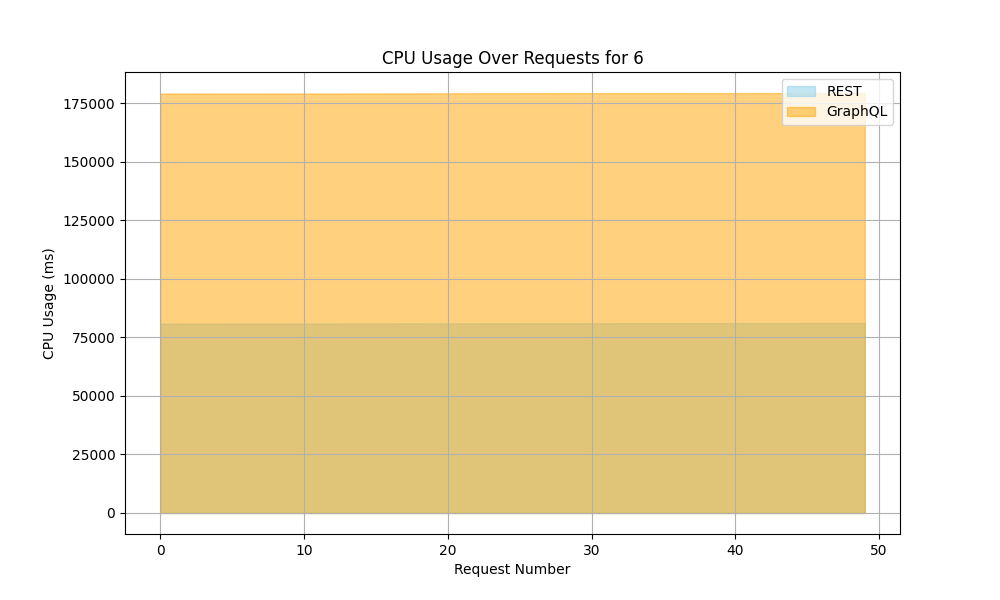 CPU Usage Over Requests for 6
REST
GraphQL
175000
150000
125000
100000
75000
50000
25000
0
CPU Usage (ms)
0 10 20 30 40 50
Request Number